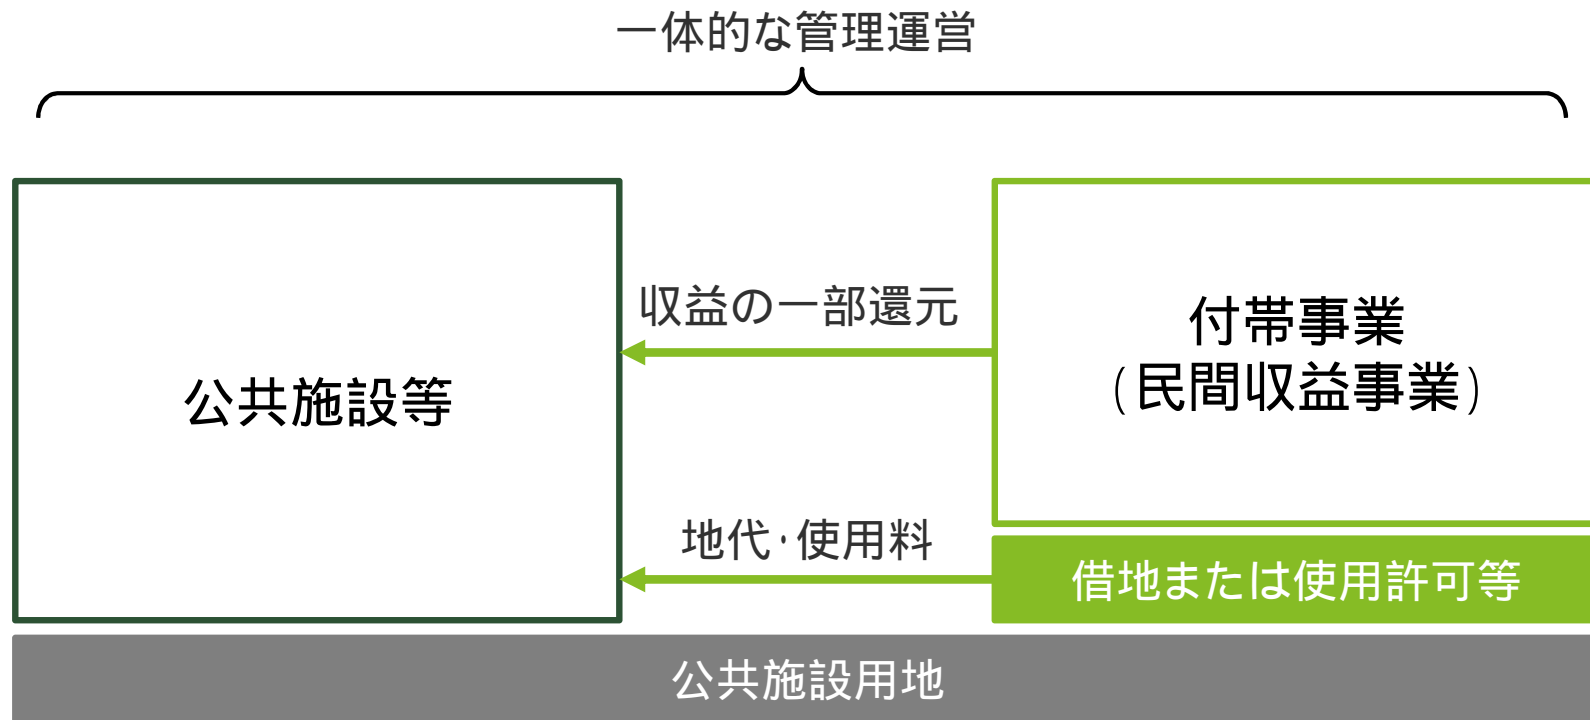 一体的な管理運営
収益の一部還元
付帯事業
（民間収益事業）
公共施設等
地代・使用料
借地または使用許可等
公共施設用地